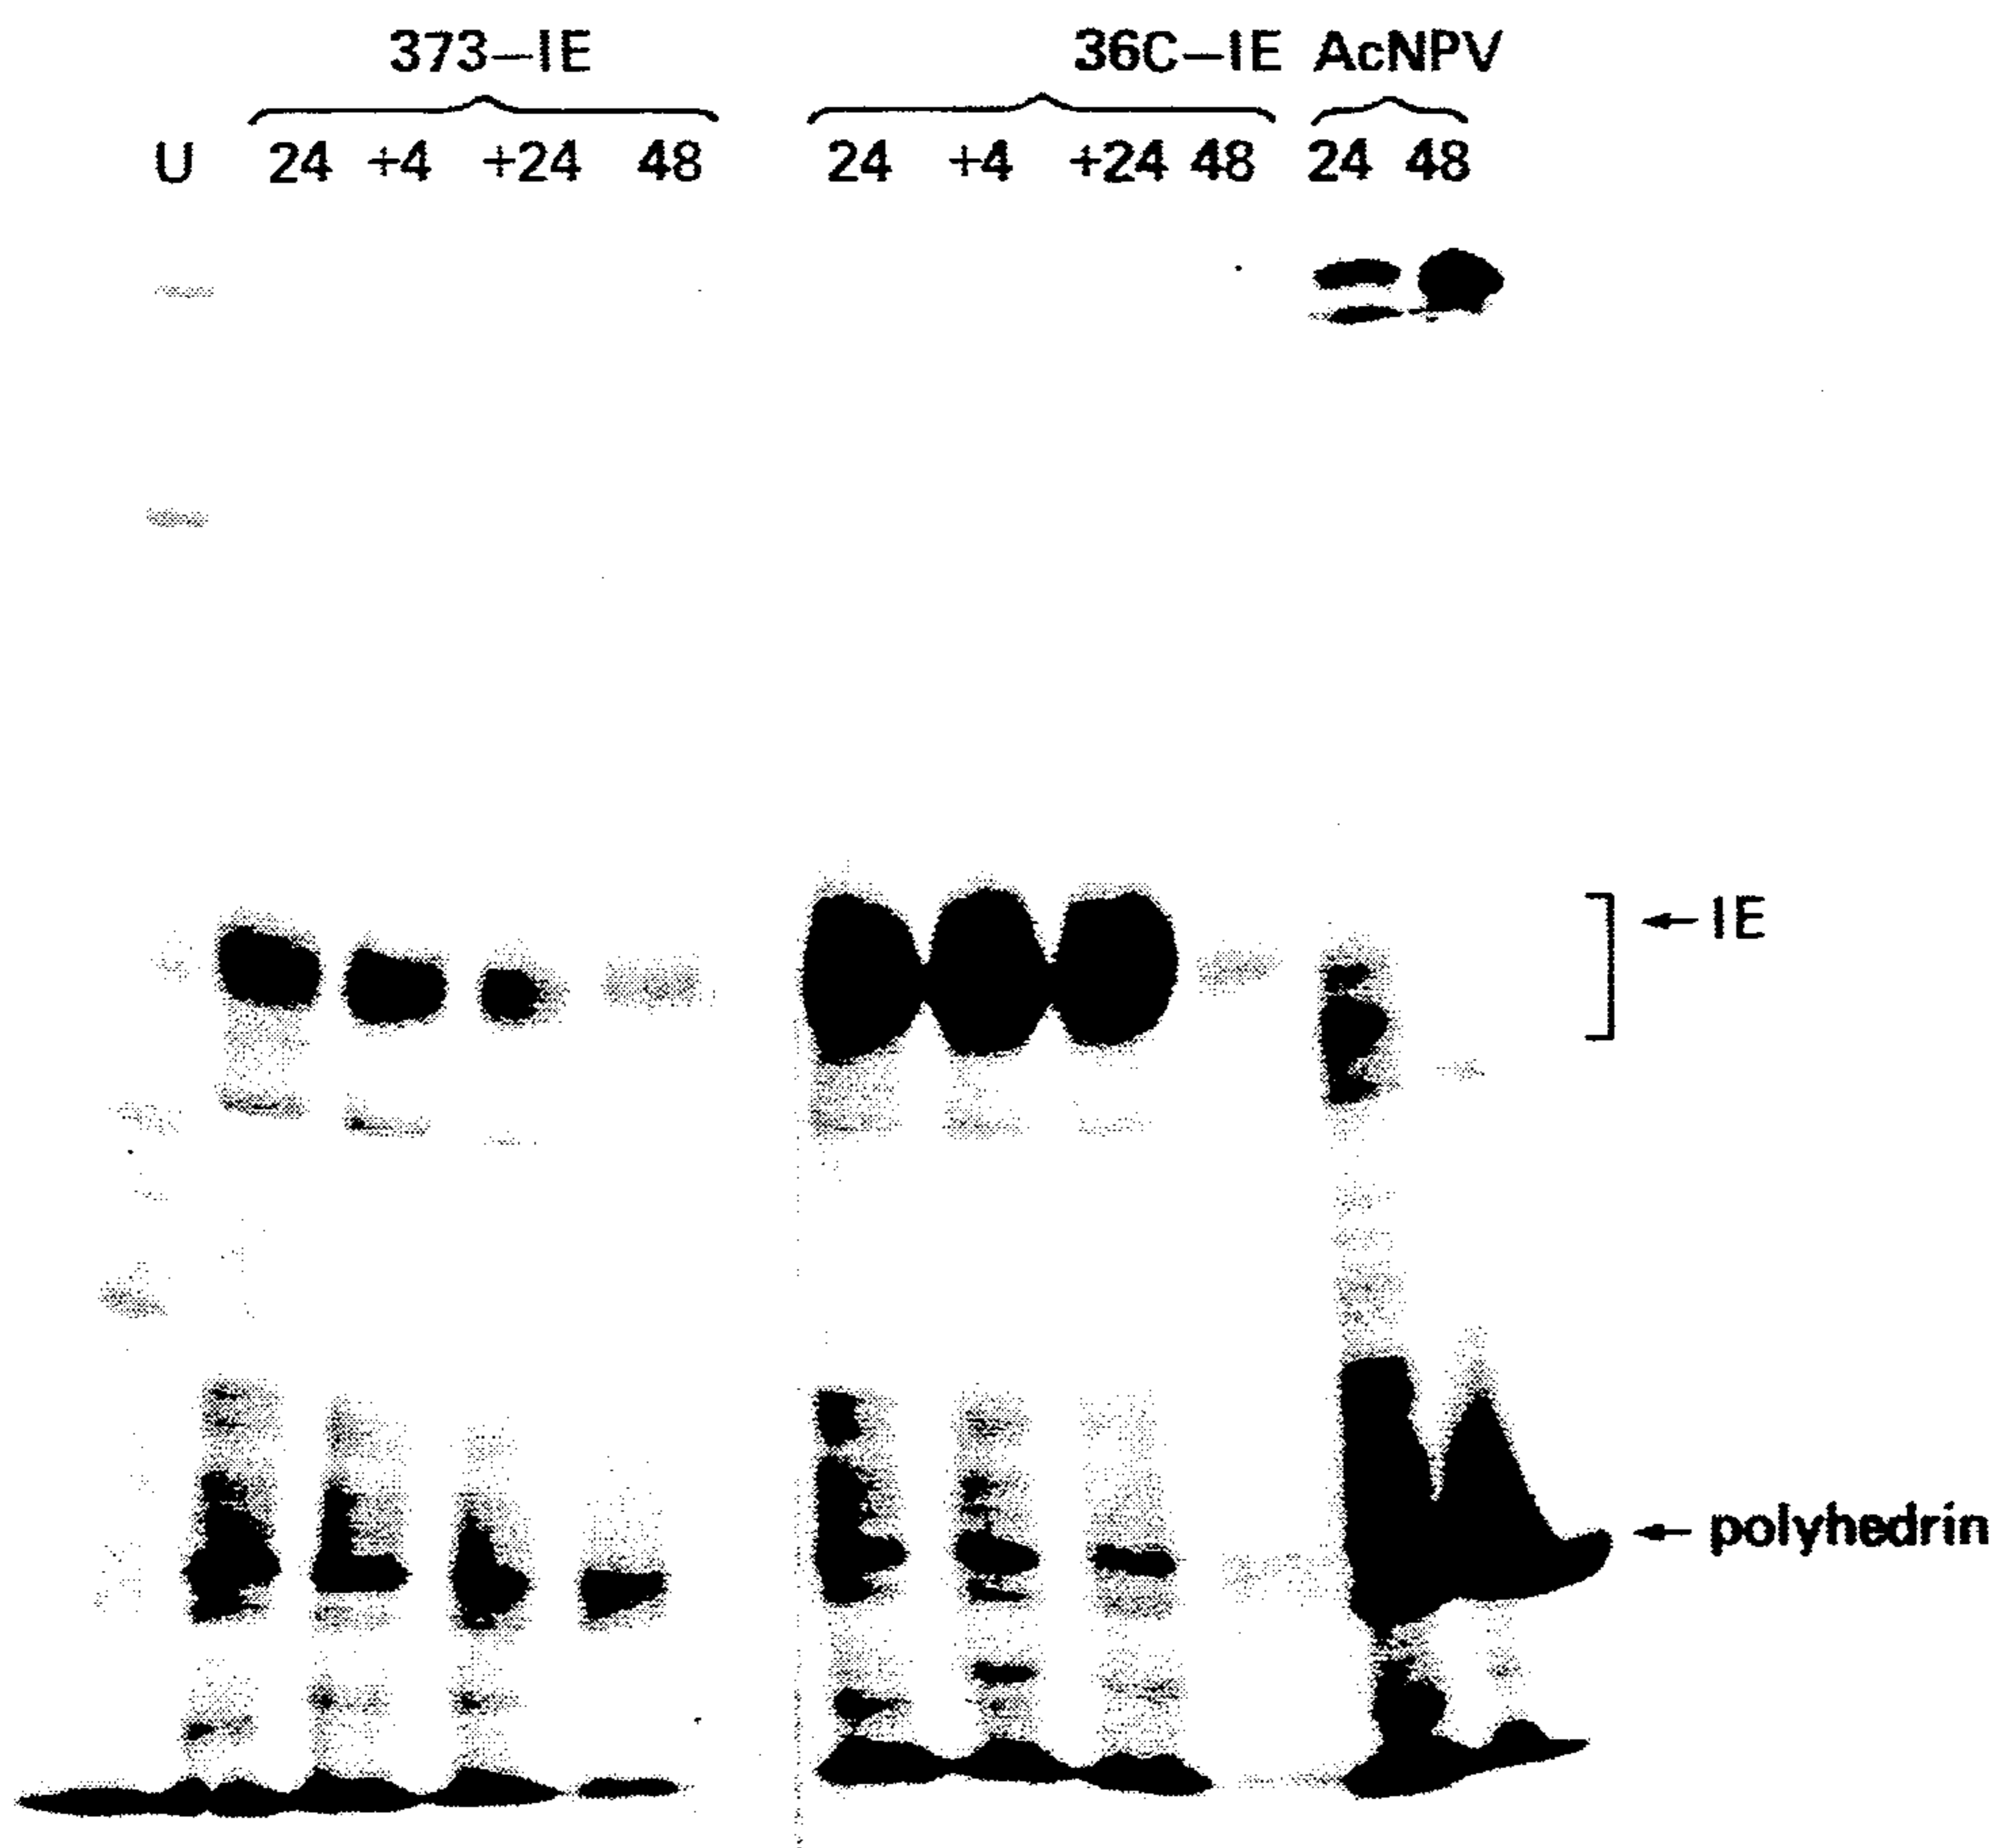 373–IE 36C–IE AcNPV
U 24 +4 +24 48 24 +4 +24 48 24 48
IE
polyhedrin